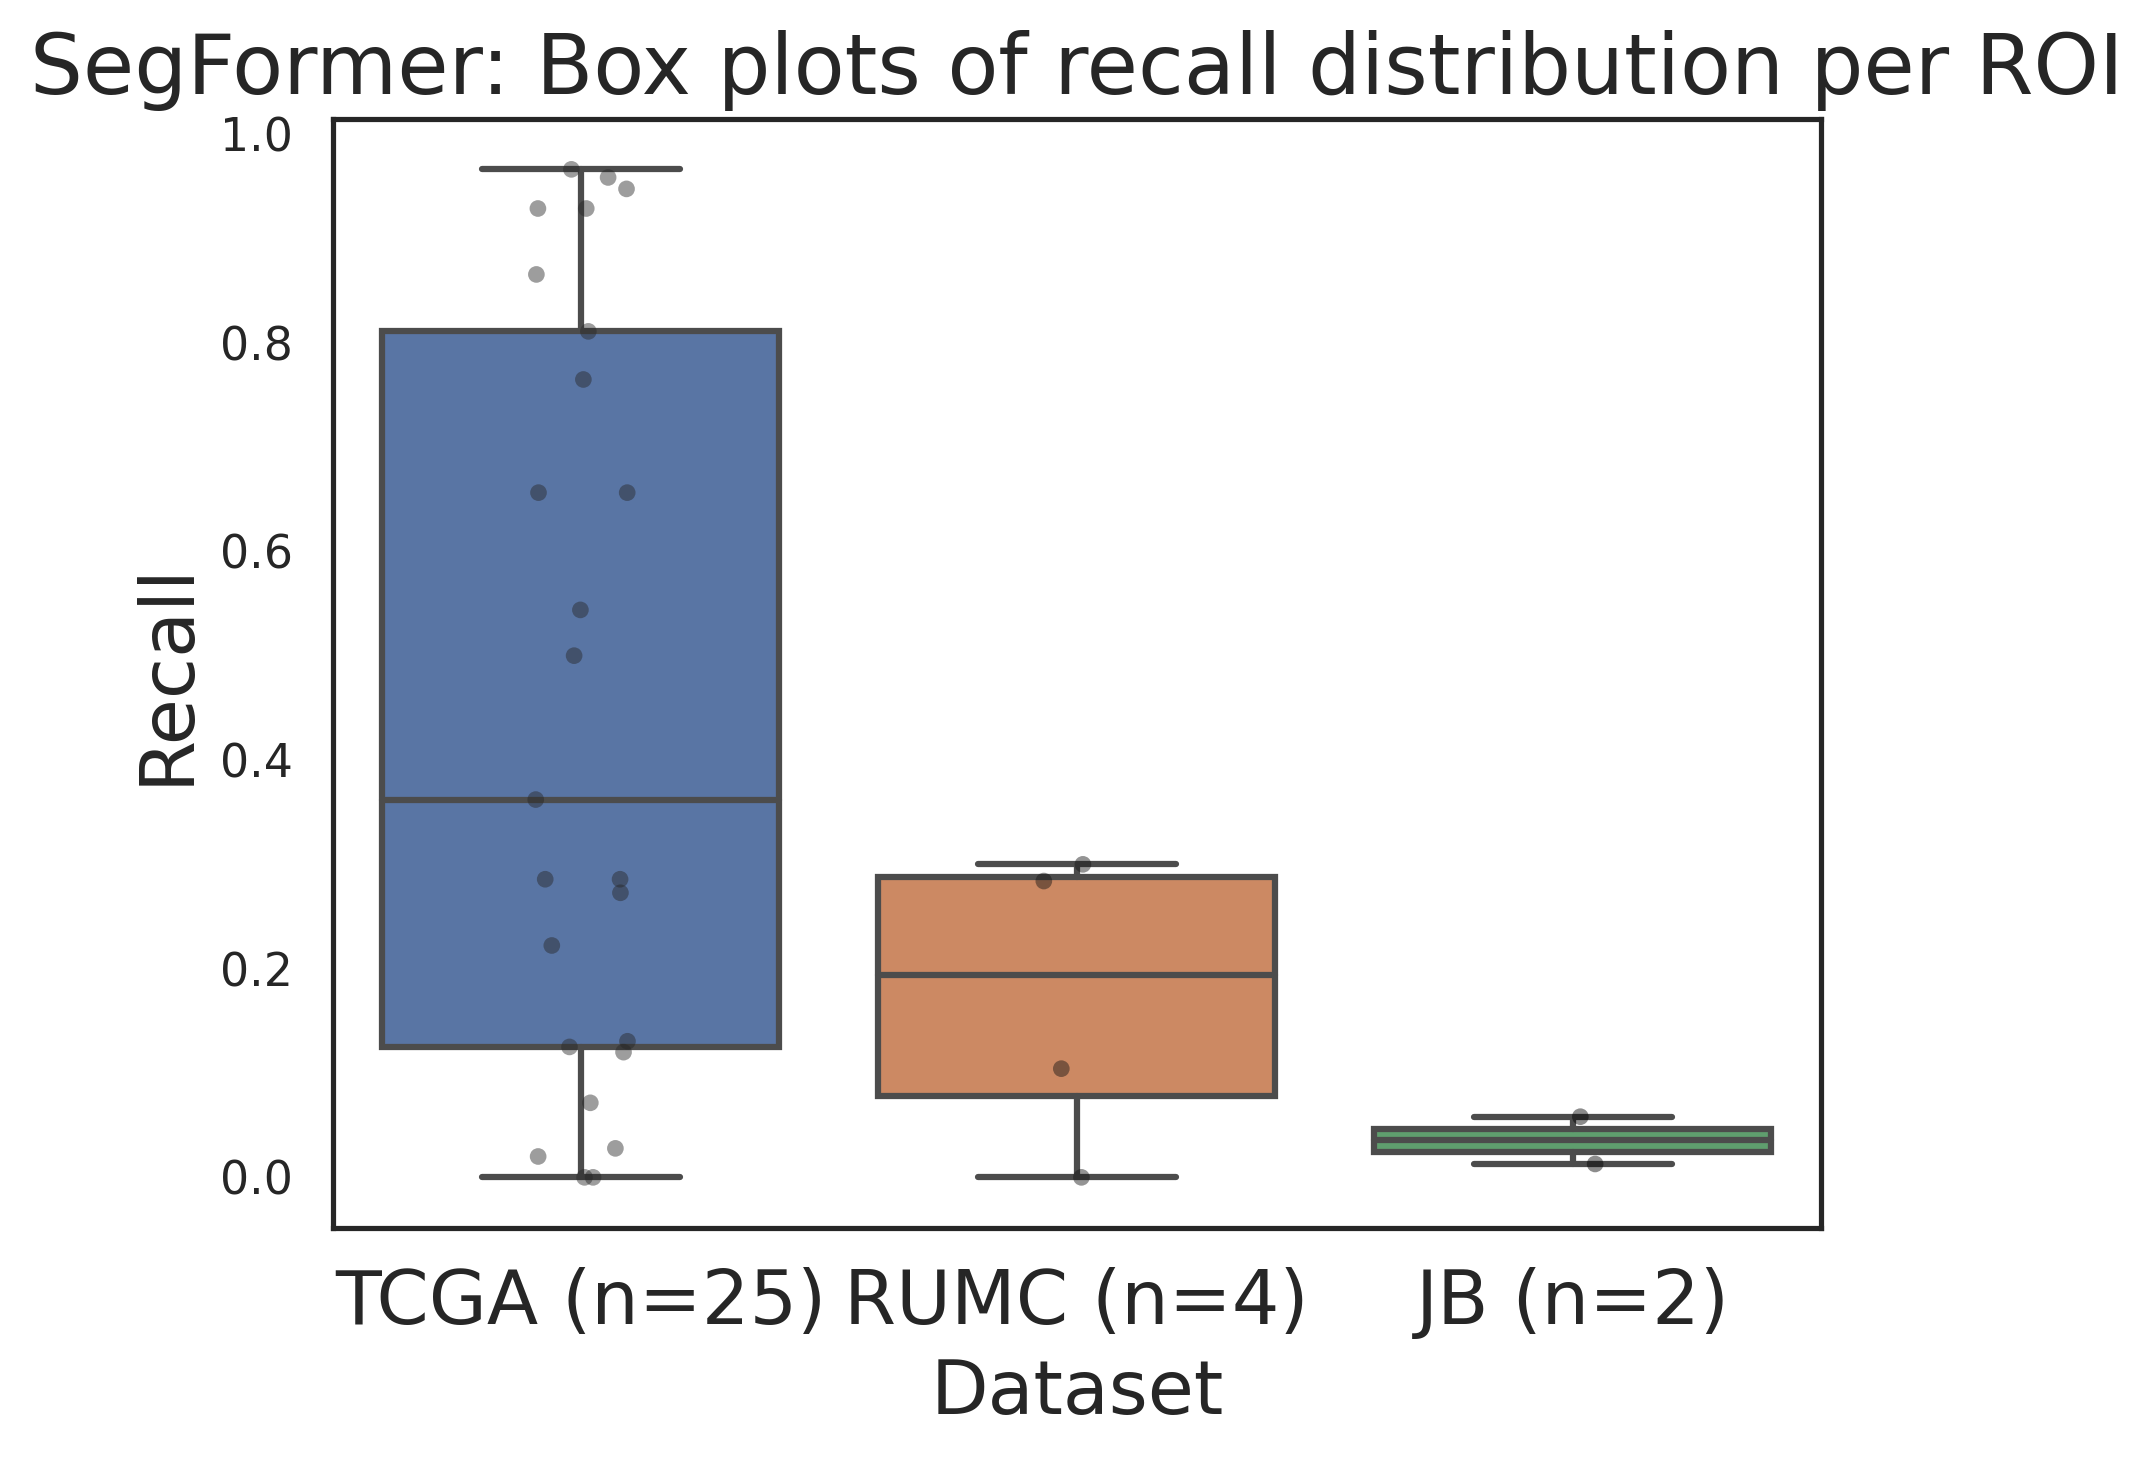 SegFormer: Box plots of recall distribution per ROI
1.0
0.8
0.6
0.4
0.2
0.0
Recall
TCGA (n=25) RUMC (n=4) JB (n=2)
Dataset